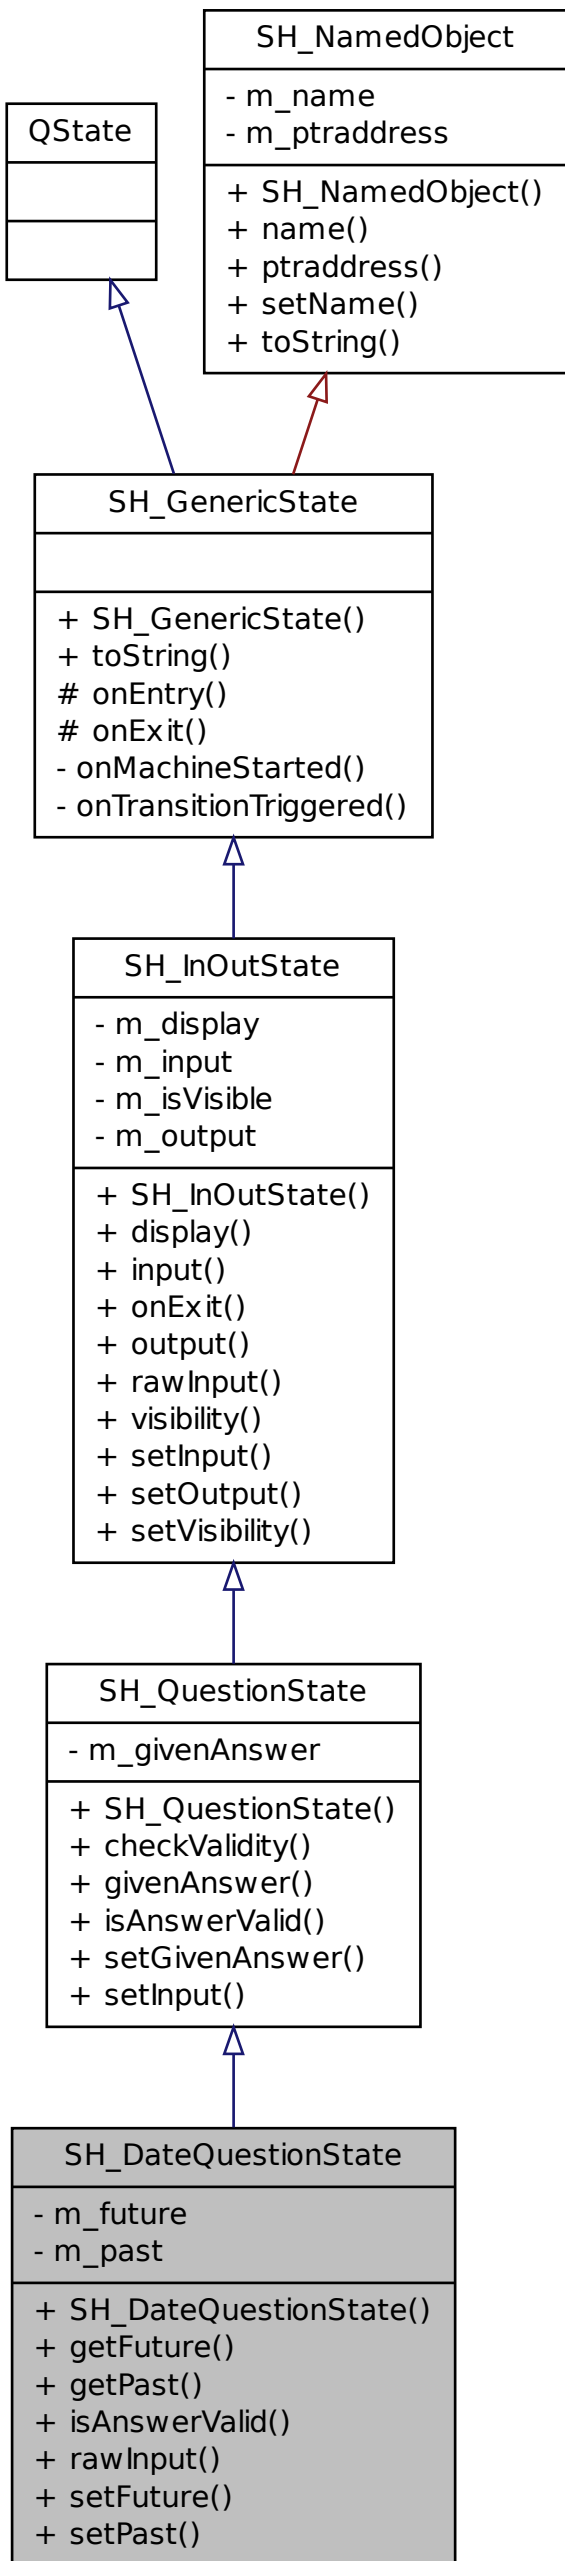 SH_NamedObject
- m_name
- m_ptraddress
+ SH_NamedObject()
+ name()
+ ptraddress()
+ setName()
+ toString()
QState
SH_GenericState
+ SH_GenericState()
+ toString()
# onEntry()
# onExit()
- onMachineStarted()
- onTransitionTriggered()
SH_InOutState
- m_display
- m_input
- m_isVisible
- m_output
+ SH_InOutState()
+ display()
+ input()
+ onExit()
+ output()
+ rawInput()
+ visibility()
+ setInput()
+ setOutput()
+ setVisibility()
SH_QuestionState
- m_givenAnswer
+ SH_QuestionState()
+ checkValidity()
+ givenAnswer()
+ isAnswerValid()
+ setGivenAnswer()
+ setInput()
SH_DateQuestionState
- m_future
- m_past
+ SH_DateQuestionState()
+ getFuture()
+ getPast()
+ isAnswerValid()
+ rawInput()
+ setFuture()
+ setPast()